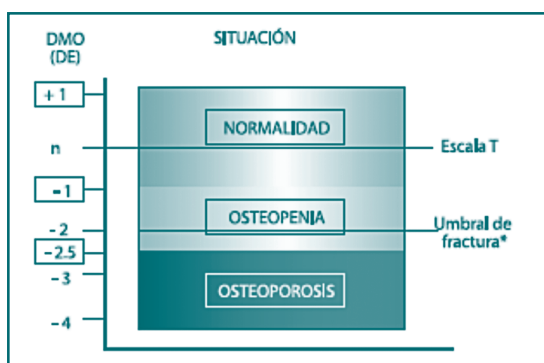 DMO
(DE)
SITUACIÓN
+ 1
NORMALIDAD
n
Escala T
- 1
OSTEOPENIA
- 2
Umbral de
fractura*
- 2.5
- 3
OSTEOPOROSIS
- 4